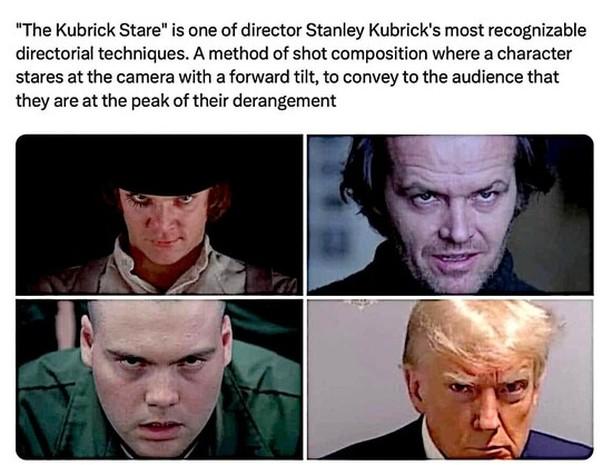 "The Kubrick Stare" is one of director Stanley Kubrick's most recognizable
directorial techniques. A method of shot composition where a character
stares at the camera with a forward tilt, to convey to the audience that
they are at the peak of their derangement